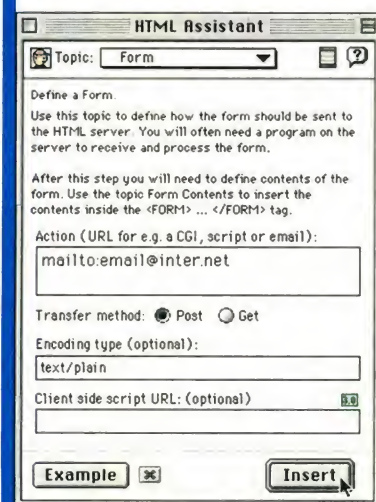 HTML Assistant
Topic: Form
Define a Form.
Use this topic to define how the form should be sent to
the HTML server. You will often need a program on the
server to receive and process the form.
After this step you will need to define contents of the
form. Use the topic Form Contents to insert the
contents inside the <FORM> ... </FORM> tag.
Action (URL for e.g. a CGI, script or email):
mailto:email@inter.net
Transfer method: Post Get
Encoding type (optional):
text/plain
Client side script URL: (optional) 3.0
Example ⌘ Insert